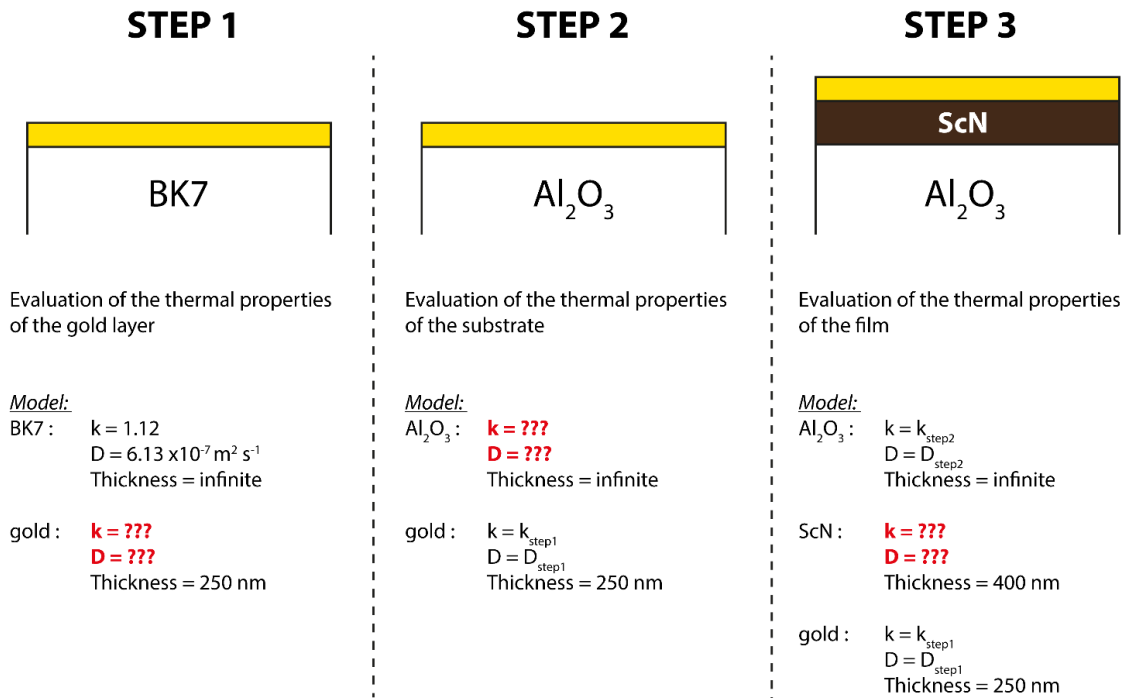 STEP 1
BK7
Evaluation of the thermal properties
of the gold layer
Model:
BK7 : k = 1.12
D = 6.13 x10⁻⁷ m² s⁻¹
Thickness = infinite
gold : k = ???
D = ???
Thickness = 250 nm
STEP 2
Al₂O₃
Evaluation of the thermal properties
of the substrate
Model:
Al₂O₃ : k = ???
D = ???
Thickness = infinite
gold : k = kstep1
D = Dstep1
Thickness = 250 nm
STEP 3
ScN
Al₂O₃
Evaluation of the thermal properties
of the film
Model:
Al₂O₃ : k = kstep2
D = Dstep2
Thickness = infinite
ScN : k = ???
D = ???
Thickness = 400 nm
gold : k = kstep1
D = Dstep1
Thickness = 250 nm